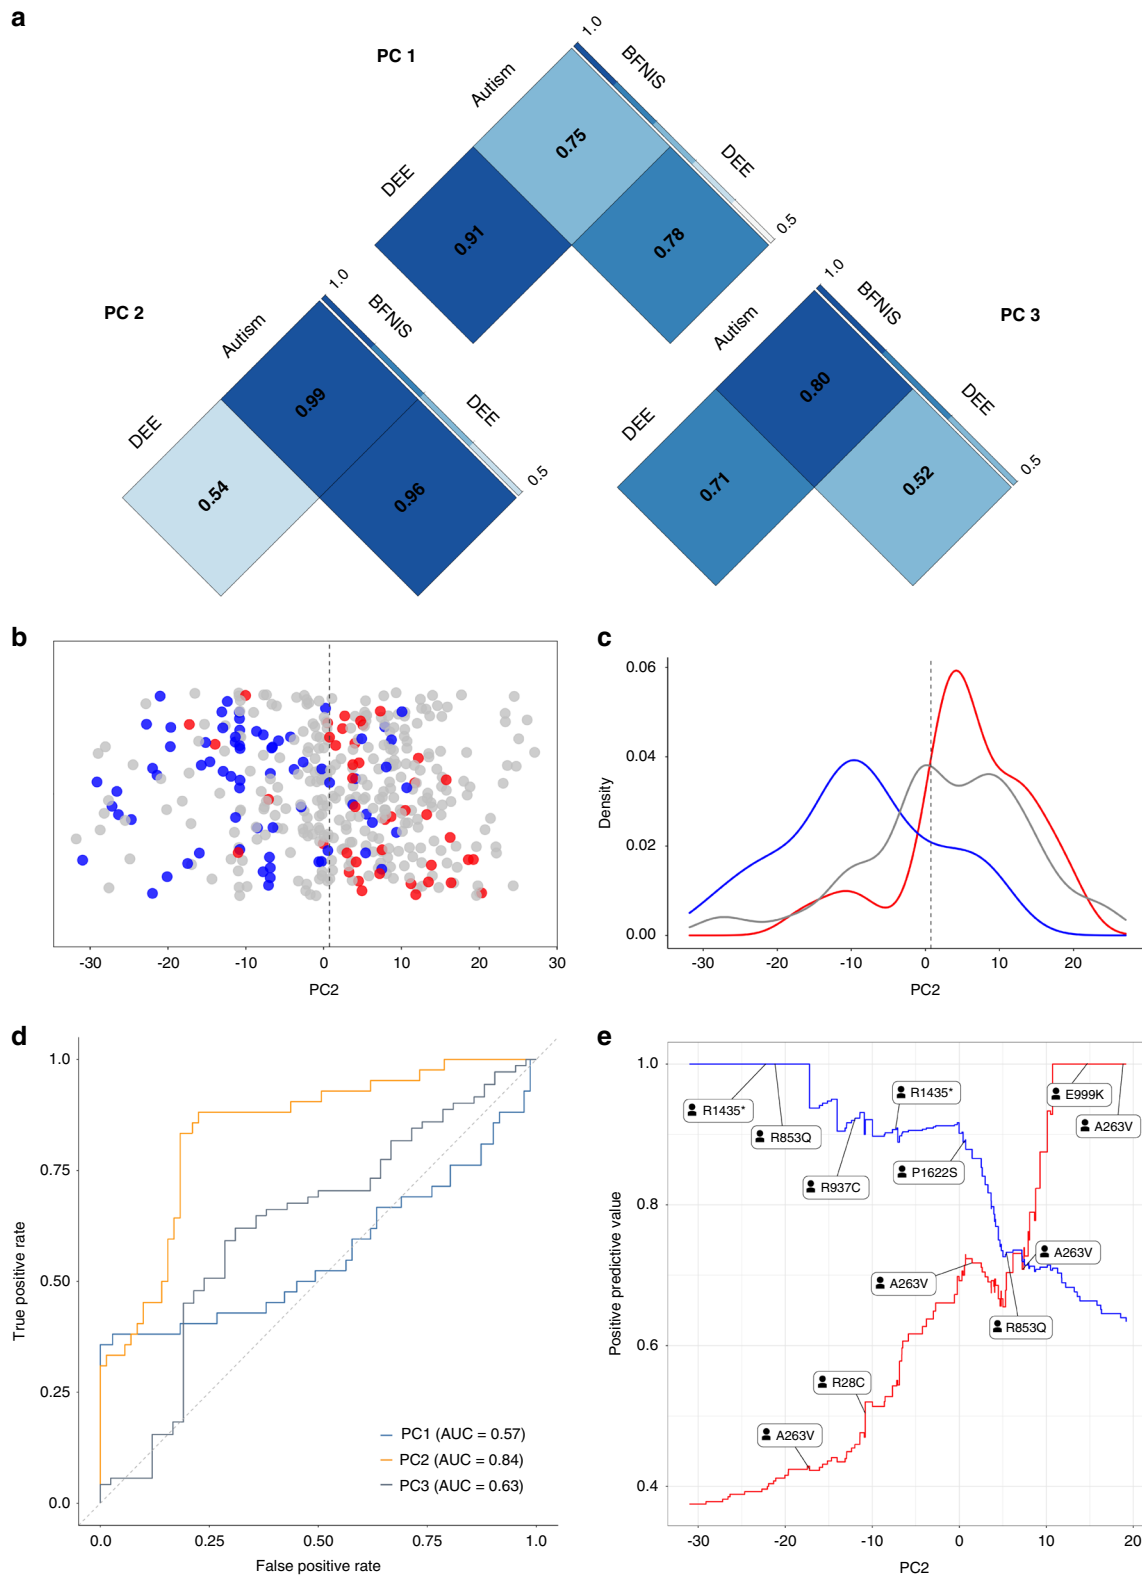 a
PC 1
1.0
BFNIS
Autism
DEE
DEE
0.75
0.91
0.78
0.5
PC 2
1.0
BFNIS
Autism
DEE
DEE
0.99
0.54
0.96
0.5
PC 3
1.0
BFNIS
Autism
DEE
DEE
0.80
0.71
0.52
0.5
b
-30
-20
-10
0
10
20
30
PC2
c
0.06
0.04
0.02
0.00
Density
-30
-20
-10
0
10
20
PC2
d
1.0
0.75
0.50
0.25
0.0
True positive rate
PC1 (AUC = 0.57)
PC2 (AUC = 0.84)
PC3 (AUC = 0.63)
0.0
0.25
0.50
0.75
1.0
False positive rate
e
1.0
0.8
0.6
0.4
Positive predictive value
R1435*
R853Q
R937C
R1435*
P1622S
E999K
A263V
A263V
A263V
R853Q
R28C
A263V
-30
-20
-10
0
10
20
PC2